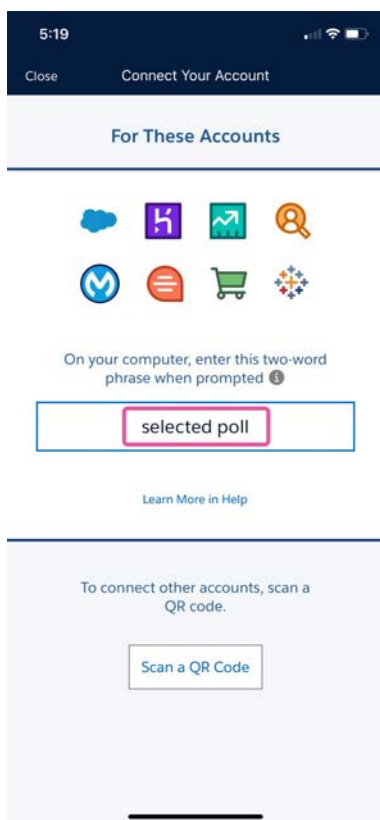 5:19
Close Connect Your Account
For These Accounts
On your computer, enter this two-word
phrase when prompted
selected poll
Learn More in Help
To connect other accounts, scan a
QR code.
Scan a QR Code